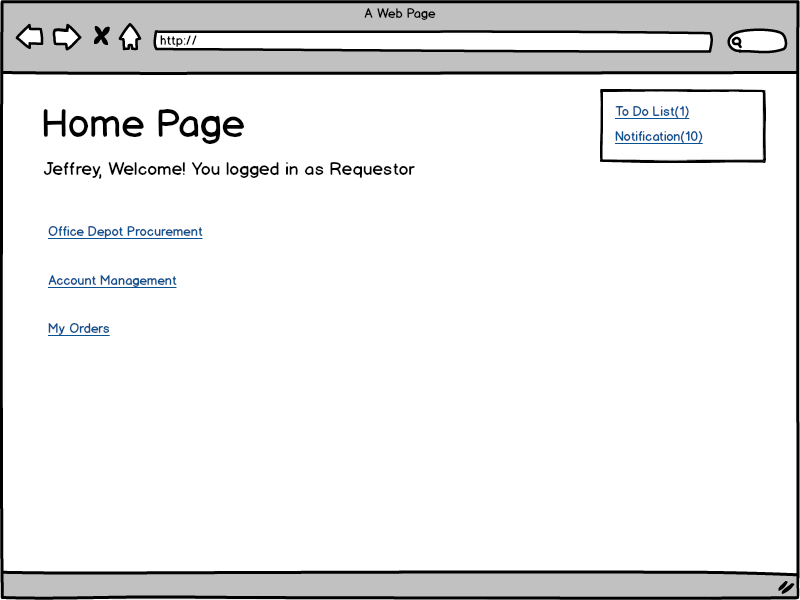 A Web Page
http://
To Do List(1)
Notification(10)
Home Page
Jeffrey, Welcome! You logged in as Requestor
Office Depot Procurement
Account Management
My Orders